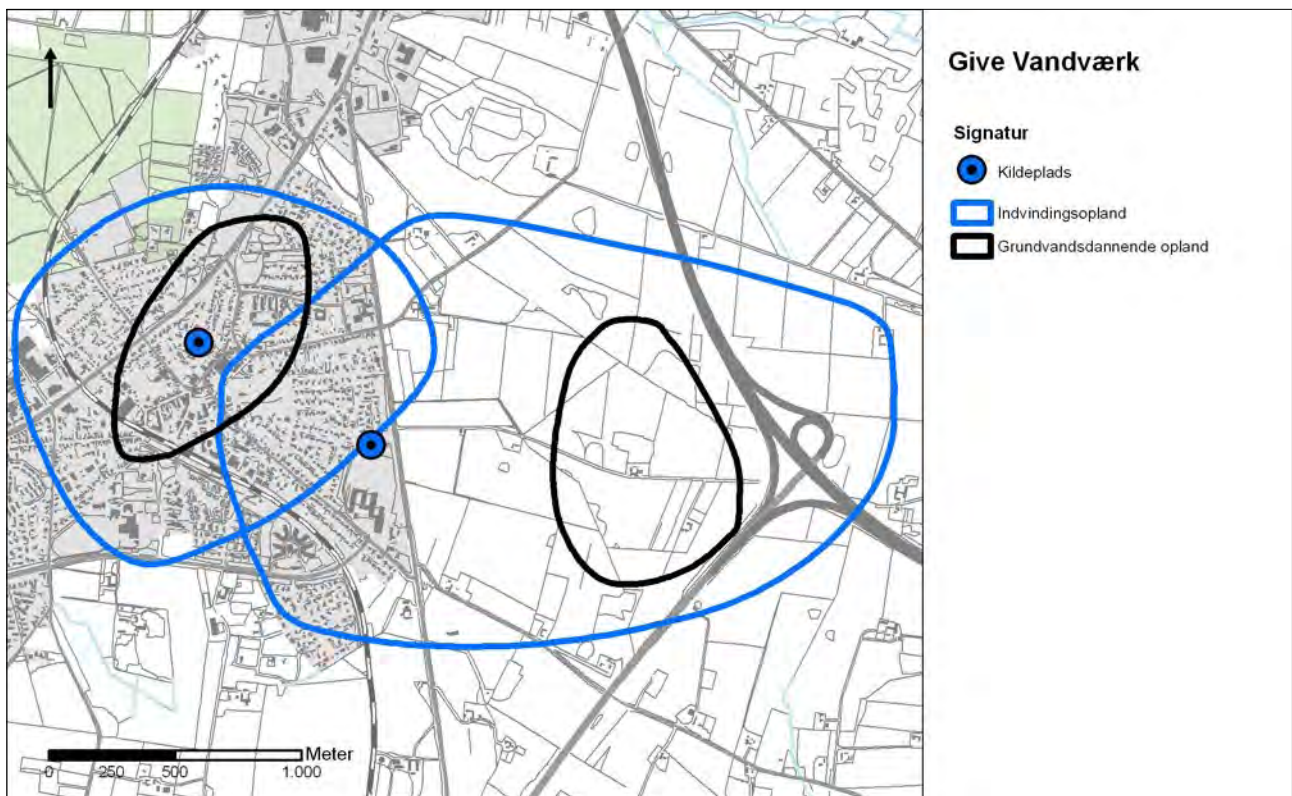 Give Vandværk
Signatur
Kildeplads
Indvindingsopland
Grundvandsdannende opland
Meter
0 250 500 1.000